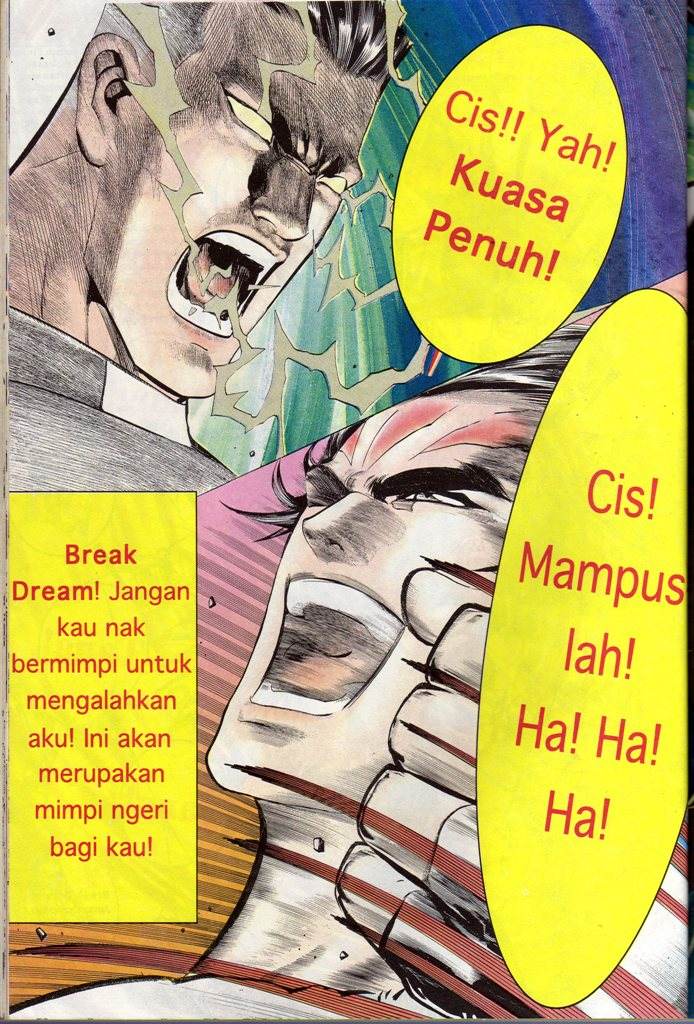 Cis!! Yah!
Kuasa
Penuh!
Cis!
Mampus
lah!
Ha! Ha!
Ha!
Break
Dream! Jangan
kau nak
bermimpi untuk
mengalahkan
aku! Ini akan
merupakan
mimpi ngeri
bagi kau!